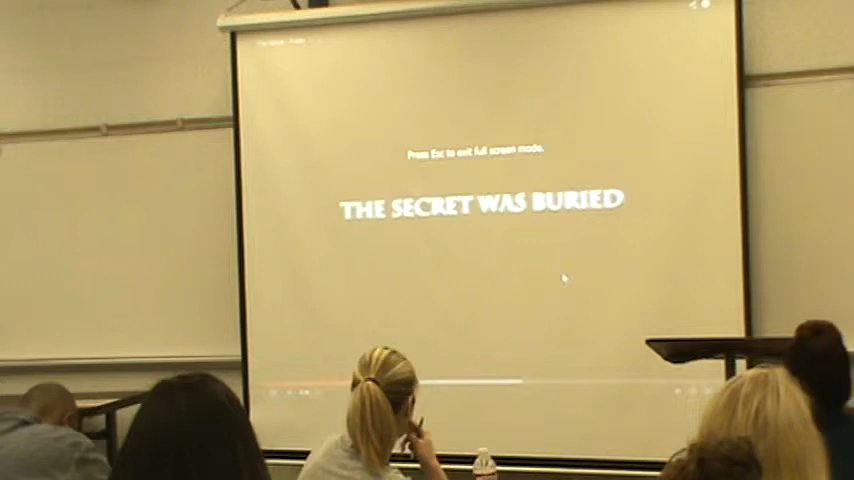 Press Esc to exit full screen mode.
THE SECRET WAS BURIED